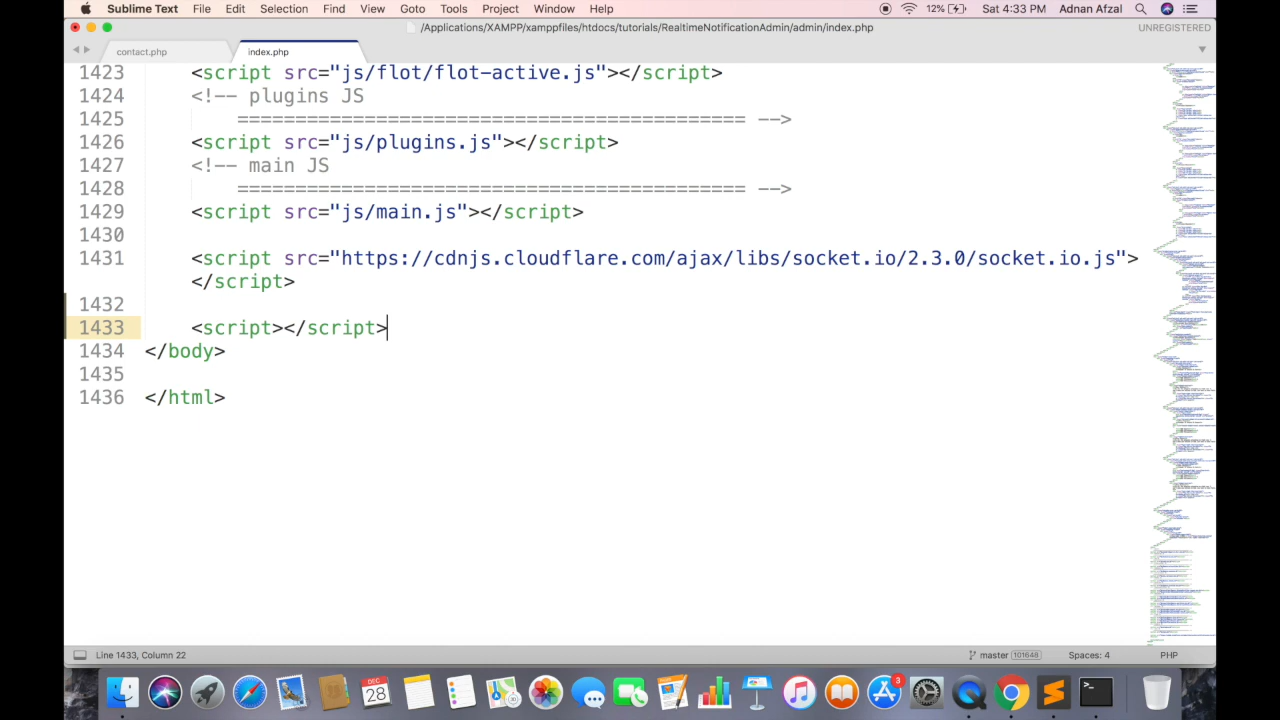 Sublime Text File Edit Selection Find View Goto Tools Project Window Help 12% Sat 4:33 PM Adnan Afzal
/Applications/XAMPP/xamppfiles/htdocs/tutorials/RealtimeNotificationAdmin/admin/index.php UNREGISTERED
contact.php index.php
1423 <script src="js/flot/flot-active.js"></script>
1424 <!-- plugins JS
1425 ============================================ -->
1426 <script src="js/plugins.js"></script>
1427 <!-- main JS
1428 ============================================ -->
1429 <script src="js/main.js"></script>
1430
1431 <script src="https://cdnjs.cloudflare.com/ajax/libs/socket.io/2.3.0/socket.io.js">
</script>
1432
1433 <script></script>
1434 </body>
1435
1436 </html>
Line 1433, Column 22 master 101648 Spaces: 4 PHP
DEC
28
3